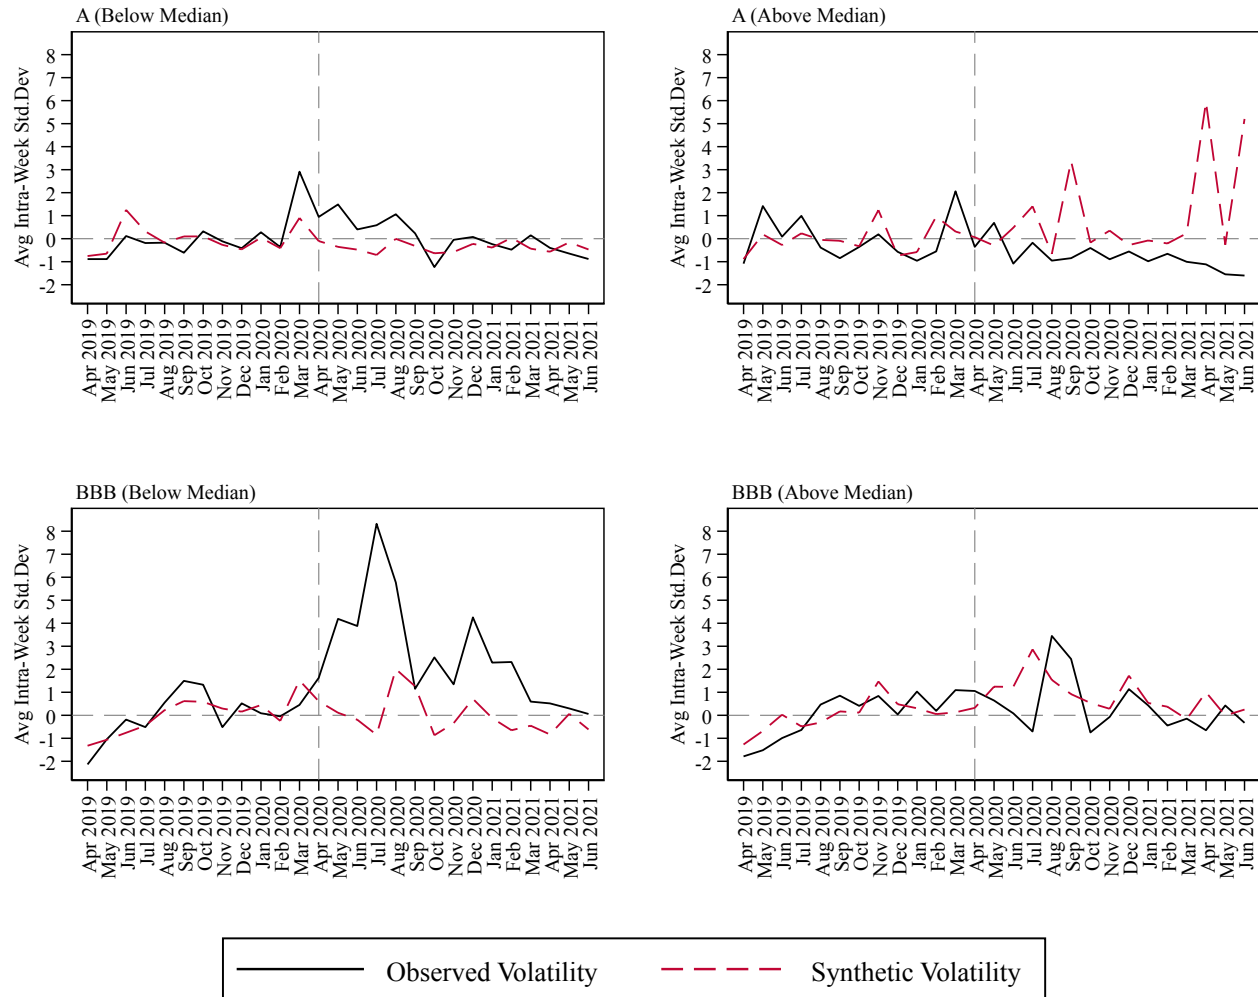 A (Below Median)
Avg Intra-Week Std.Dev
8
7
6
5
4
3
2
1
0
-1
-2
Apr 2019
May 2019
Jun 2019
Jul 2019
Aug 2019
Sep 2019
Oct 2019
Nov 2019
Dec 2019
Jan 2020
Feb 2020
Mar 2020
Apr 2020
May 2020
Jun 2020
Jul 2020
Aug 2020
Sep 2020
Oct 2020
Nov 2020
Dec 2020
Jan 2021
Feb 2021
Mar 2021
Apr 2021
May 2021
Jun 2021
A (Above Median)
Avg Intra-Week Std.Dev
8
7
6
5
4
3
2
1
0
-1
-2
Apr 2019
May 2019
Jun 2019
Jul 2019
Aug 2019
Sep 2019
Oct 2019
Nov 2019
Dec 2019
Jan 2020
Feb 2020
Mar 2020
Apr 2020
May 2020
Jun 2020
Jul 2020
Aug 2020
Sep 2020
Oct 2020
Nov 2020
Dec 2020
Jan 2021
Feb 2021
Mar 2021
Apr 2021
May 2021
Jun 2021
BBB (Below Median)
Avg Intra-Week Std.Dev
8
7
6
5
4
3
2
1
0
-1
-2
Apr 2019
May 2019
Jun 2019
Jul 2019
Aug 2019
Sep 2019
Oct 2019
Nov 2019
Dec 2019
Jan 2020
Feb 2020
Mar 2020
Apr 2020
May 2020
Jun 2020
Jul 2020
Aug 2020
Sep 2020
Oct 2020
Nov 2020
Dec 2020
Jan 2021
Feb 2021
Mar 2021
Apr 2021
May 2021
Jun 2021
BBB (Above Median)
Avg Intra-Week Std.Dev
8
7
6
5
4
3
2
1
0
-1
-2
Apr 2019
May 2019
Jun 2019
Jul 2019
Aug 2019
Sep 2019
Oct 2019
Nov 2019
Dec 2019
Jan 2020
Feb 2020
Mar 2020
Apr 2020
May 2020
Jun 2020
Jul 2020
Aug 2020
Sep 2020
Oct 2020
Nov 2020
Dec 2020
Jan 2021
Feb 2021
Mar 2021
Apr 2021
May 2021
Jun 2021
Observed Volatility
Synthetic Volatility